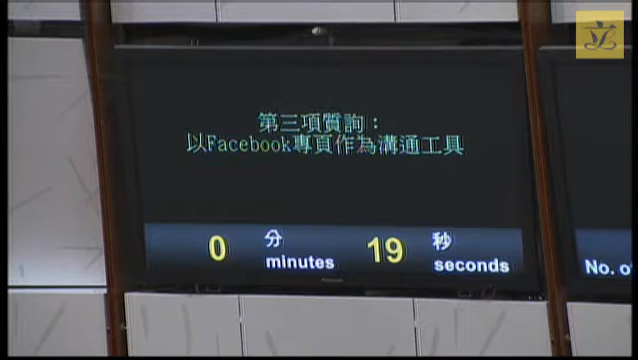 立
第三項質詢：
以Facebook專頁作為溝通工具
0 分 minutes 19 秒 seconds
No. o